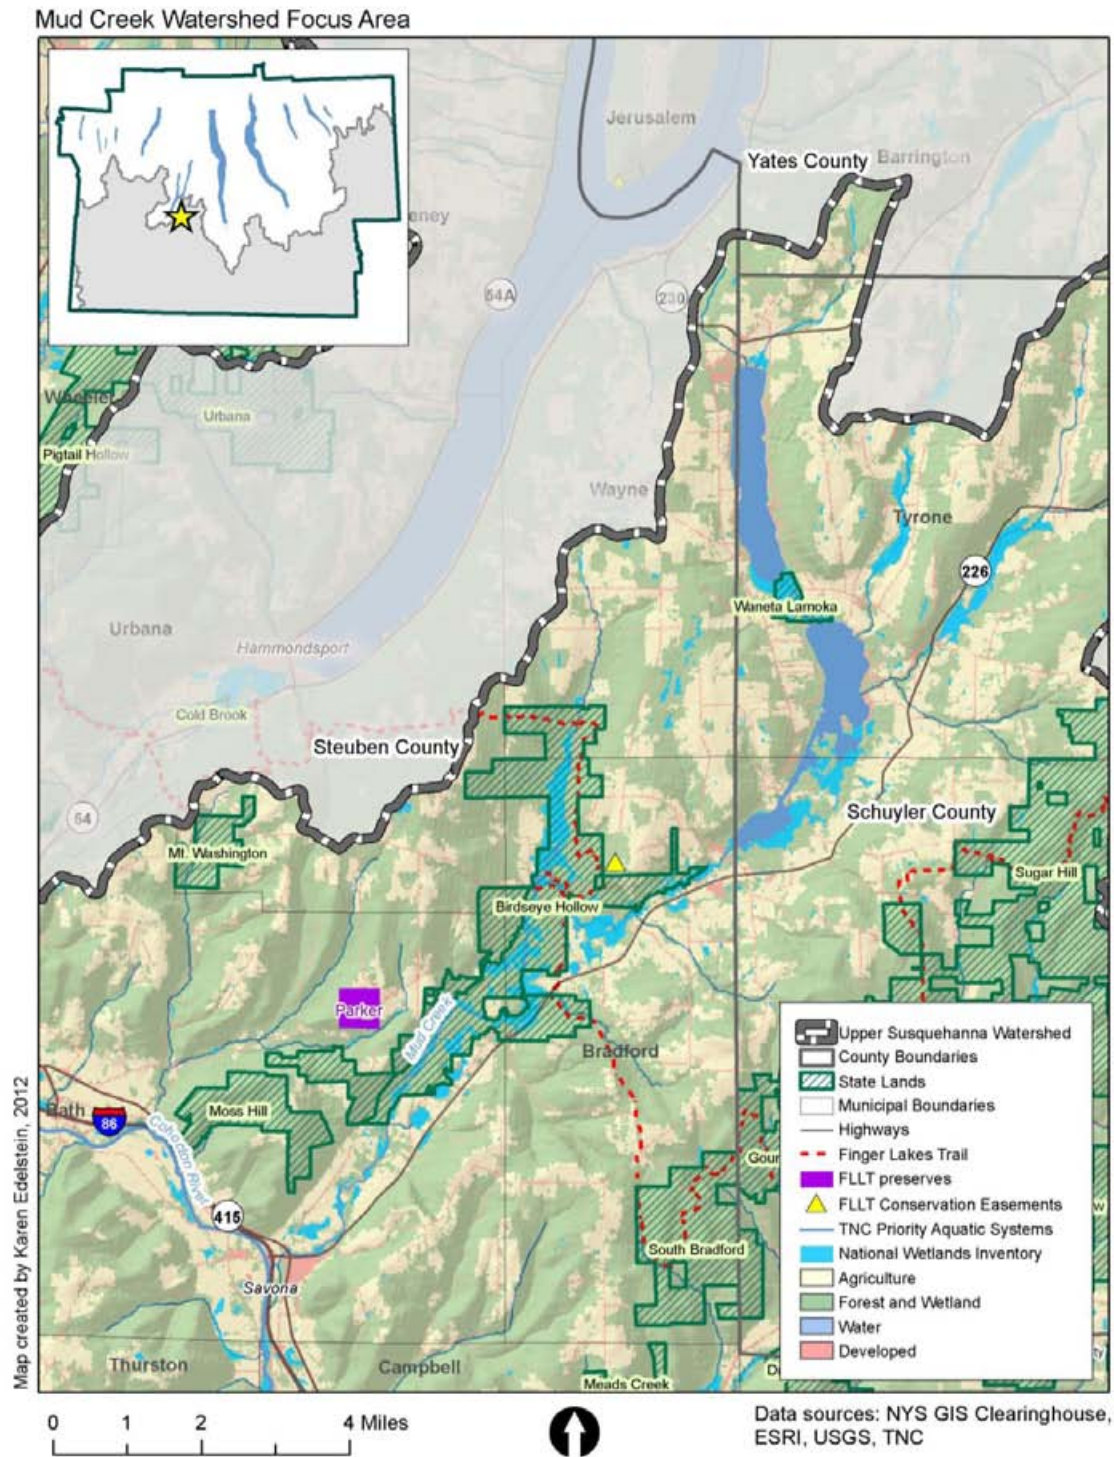 Mud Creek Watershed Focus Area
Jerusalem
Yates County
Barrington
eney
54A
230
Wheeler
Urbana
Pigtail Hollow
Wayne
Tyrone
226
Waneta Lamoka
Urbana
Hammondsport
Cold Brook
Steuben County
54
Schuyler County
Mt. Washington
Sugar Hill
Birdseye Hollow
Parker
Mud Creek
Bradford
Bath
86
Moss Hill
Cohocton River
415
Gour
South Bradford
Savona
Thurston
Campbell
Meads Creek
Upper Susquehanna Watershed
County Boundaries
State Lands
Municipal Boundaries
Highways
Finger Lakes Trail
FLLT preserves
FLLT Conservation Easements
TNC Priority Aquatic Systems
National Wetlands Inventory
Agriculture
Forest and Wetland
Water
Developed
Map created by Karen Edelstein, 2012
0 1 2 4 Miles
Data sources: NYS GIS Clearinghouse,
ESRI, USGS, TNC